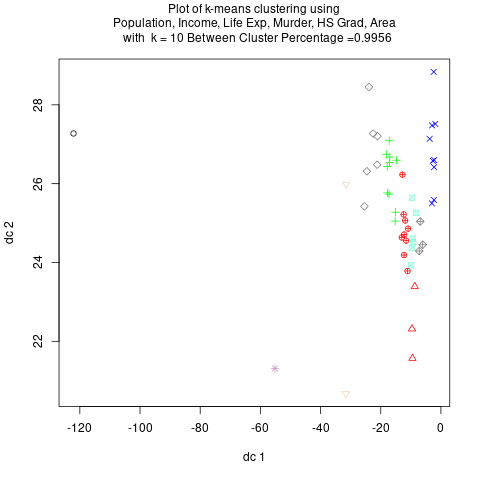 Plot of k-means clustering using
Population, Income, Life Exp, Murder, HS Grad, Area
with k = 10 Between Cluster Percentage =0.9956
28
26
24
22
dc 2
-120
-100
-80
-60
-40
-20
0
dc 1